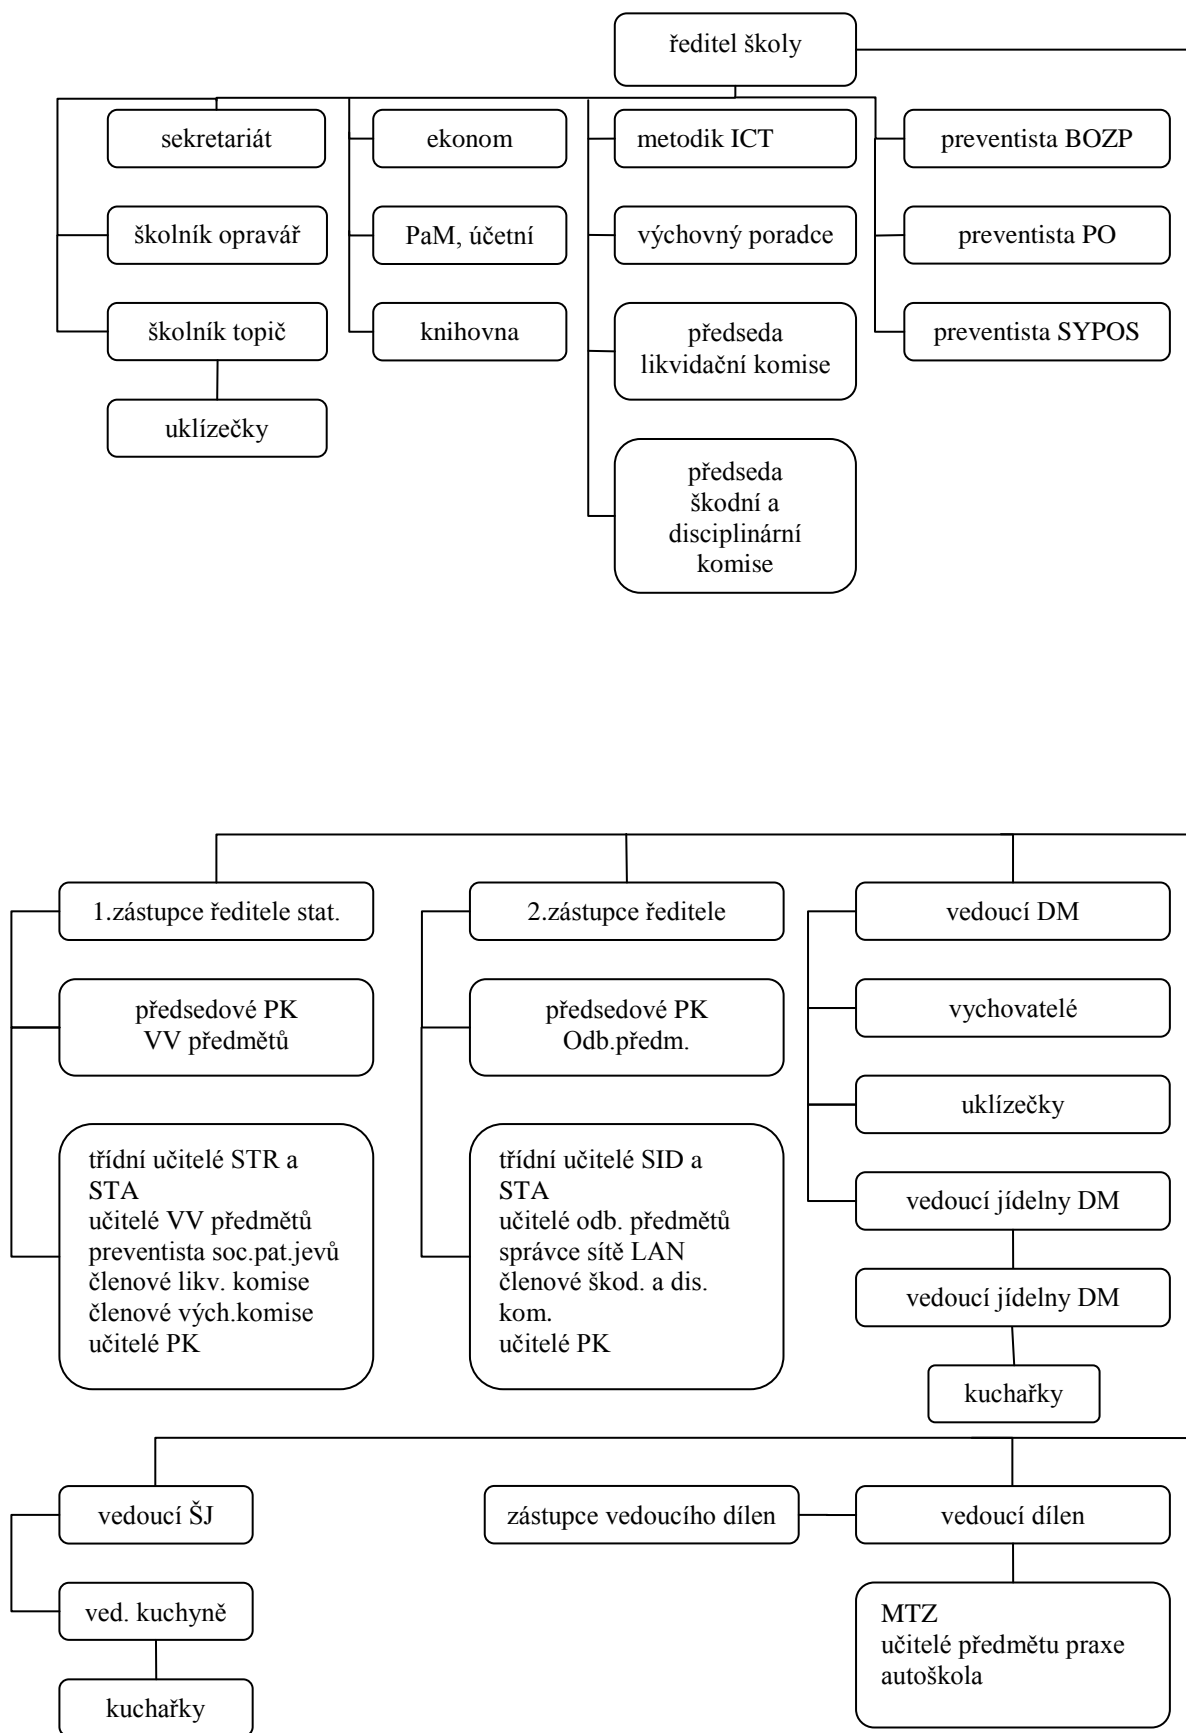 ředitel školy
sekretariát
ekonom
metodik ICT
preventista BOZP
školník opravář
PaM, účetní
výchovný poradce
preventista PO
školník topič
knihovna
předseda
likvidační komise
preventista SYPOS
uklízečky
předseda
škodní a
disciplinární
komise
1.zástupce ředitele stat.
2.zástupce ředitele
vedoucí DM
předsedové PK
VV předmětů
předsedové PK
Odb.předm.
vychovatelé
uklízečky
třídní učitelé STR a
STA
učitelé VV předmětů
preventista soc.pat.jevů
členové likv. komise
členové vých.komise
učitelé PK
třídní učitelé SID a
STA
učitelé odb. předmětů
správce sítě LAN
členové škod. a dis.
kom.
učitelé PK
vedoucí jídelny DM
vedoucí jídelny DM
kuchařky
vedoucí ŠJ
zástupce vedoucího dílen
vedoucí dílen
ved. kuchyně
MTZ
učitelé předmětu praxe
autoškola
kuchařky